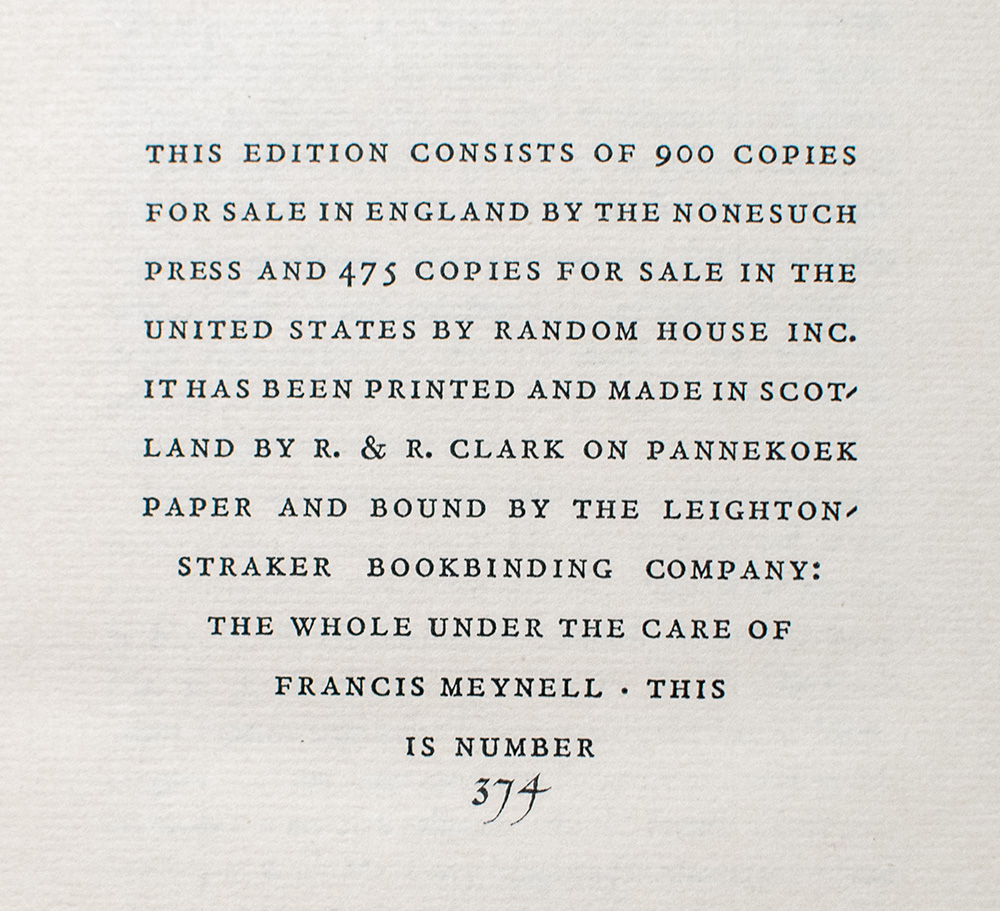 THIS EDITION CONSISTS OF 900 COPIES
FOR SALE IN ENGLAND BY THE NONESUCH
PRESS AND 475 COPIES FOR SALE IN THE
UNITED STATES BY RANDOM HOUSE INC.
IT HAS BEEN PRINTED AND MADE IN SCOT-
LAND BY R. & R. CLARK ON PANNEKOEK
PAPER AND BOUND BY THE LEIGHTON-
STRAKER BOOKBINDING COMPANY:
THE WHOLE UNDER THE CARE OF
FRANCIS MEYNELL · THIS
IS NUMBER
374